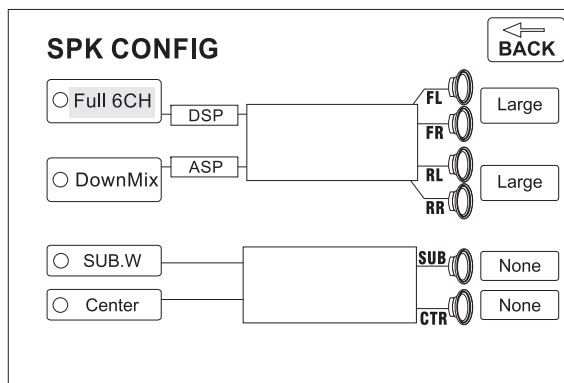 SPK CONFIG
BACK
Full 6CH
DSP
FL
Large
FR
DownMix
ASP
RL
Large
RR
SUB.W
SUB
None
Center
CTR
None